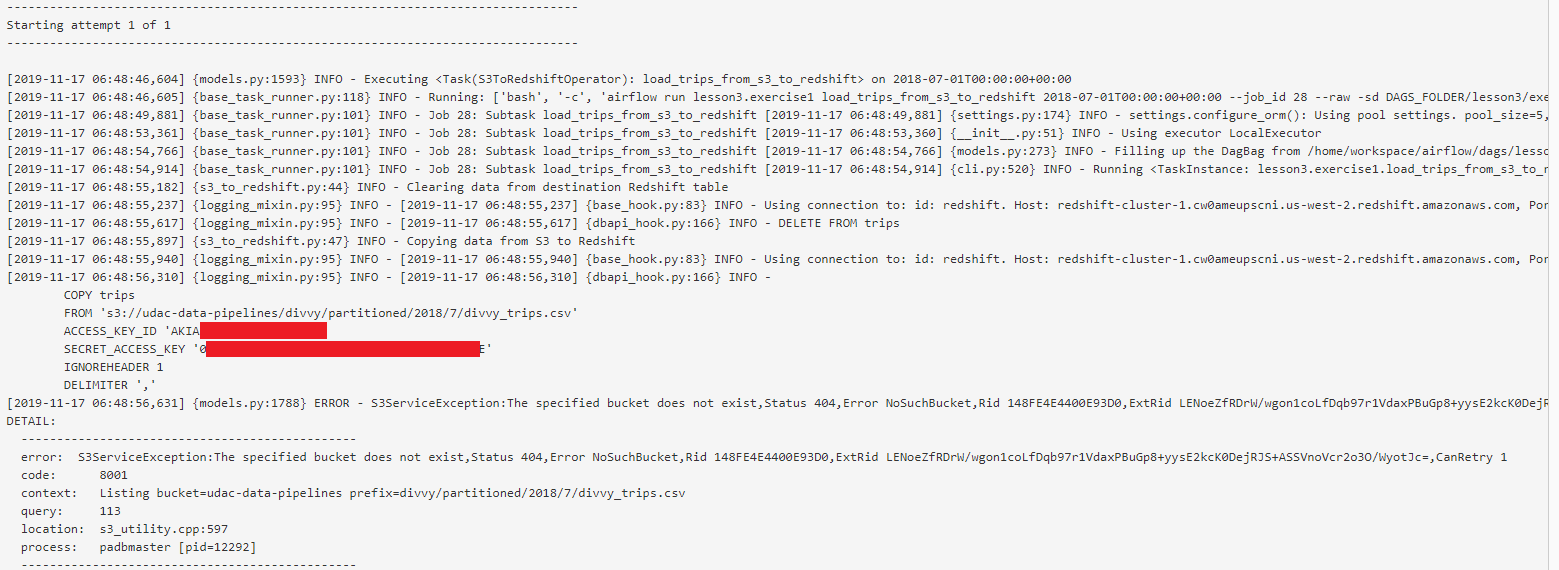 --------------------------------------------------------------------------------
Starting attempt 1 of 1
--------------------------------------------------------------------------------
[2019-11-17 06:48:46,604] {models.py:1593} INFO - Executing <Task(S3ToRedshiftOperator): load_trips_from_s3_to_redshift> on 2018-07-01T00:00:00+00:00
[2019-11-17 06:48:46,605] {base_task_runner.py:118} INFO - Running: ['bash', '-c', 'airflow run lesson3.exercise1 load_trips_from_s3_to_redshift 2018-07-01T00:00:00+00:00 --job_id 28 --raw -sd DAGS_FOLDER/lesson3/exe
[2019-11-17 06:48:49,881] {base_task_runner.py:101} INFO - Job 28: Subtask load_trips_from_s3_to_redshift [2019-11-17 06:48:49,881] {settings.py:174} INFO - settings.configure_orm(): Using pool settings. pool_size=5,
[2019-11-17 06:48:53,361] {base_task_runner.py:101} INFO - Job 28: Subtask load_trips_from_s3_to_redshift [2019-11-17 06:48:53,360] {__init__.py:51} INFO - Using executor LocalExecutor
[2019-11-17 06:48:54,766] {base_task_runner.py:101} INFO - Job 28: Subtask load_trips_from_s3_to_redshift [2019-11-17 06:48:54,766] {models.py:273} INFO - Filling up the DagBag from /home/workspace/airflow/dags/lesso
[2019-11-17 06:48:54,914] {base_task_runner.py:101} INFO - Job 28: Subtask load_trips_from_s3_to_redshift [2019-11-17 06:48:54,914] {cli.py:520} INFO - Running <TaskInstance: lesson3.exercise1.load_trips_from_s3_to_r
[2019-11-17 06:48:55,182] {s3_to_redshift.py:44} INFO - Clearing data from destination Redshift table
[2019-11-17 06:48:55,237] {logging_mixin.py:95} INFO - [2019-11-17 06:48:55,237] {base_hook.py:83} INFO - Using connection to: id: redshift. Host: redshift-cluster-1.cw0ameupscni.us-west-2.redshift.amazonaws.com, Por
[2019-11-17 06:48:55,617] {logging_mixin.py:95} INFO - [2019-11-17 06:48:55,617] {dbapi_hook.py:166} INFO - DELETE FROM trips
[2019-11-17 06:48:55,897] {s3_to_redshift.py:47} INFO - Copying data from S3 to Redshift
[2019-11-17 06:48:55,940] {logging_mixin.py:95} INFO - [2019-11-17 06:48:55,940] {base_hook.py:83} INFO - Using connection to: id: redshift. Host: redshift-cluster-1.cw0ameupscni.us-west-2.redshift.amazonaws.com, Por
[2019-11-17 06:48:56,310] {logging_mixin.py:95} INFO - [2019-11-17 06:48:56,310] {dbapi_hook.py:166} INFO -
COPY trips
FROM 's3://udac-data-pipelines/divvy/partitioned/2018/7/divvy_trips.csv'
ACCESS_KEY_ID 'AKIA
SECRET_ACCESS_KEY '0 E'
IGNOREHEADER 1
DELIMITER ','
[2019-11-17 06:48:56,631] {models.py:1788} ERROR - S3ServiceException:The specified bucket does not exist,Status 404,Error NoSuchBucket,Rid 148FE4E4400E93D0,ExtRid LENoeZfRDrW/wgon1coLfDqb97r1VdaxPBuGp8+yysE2kcK0DejR
DETAIL:
-----------------------------------------------
error:  S3ServiceException:The specified bucket does not exist,Status 404,Error NoSuchBucket,Rid 148FE4E4400E93D0,ExtRid LENoeZfRDrW/wgon1coLfDqb97r1VdaxPBuGp8+yysE2kcK0DejRJS+ASSVnoVcr2o3O/WyotJc=,CanRetry 1
code:      8001
context:   Listing bucket=udac-data-pipelines prefix=divvy/partitioned/2018/7/divvy_trips.csv
query:     113
location:  s3_utility.cpp:597
process:   padbmaster [pid=12292]
-----------------------------------------------